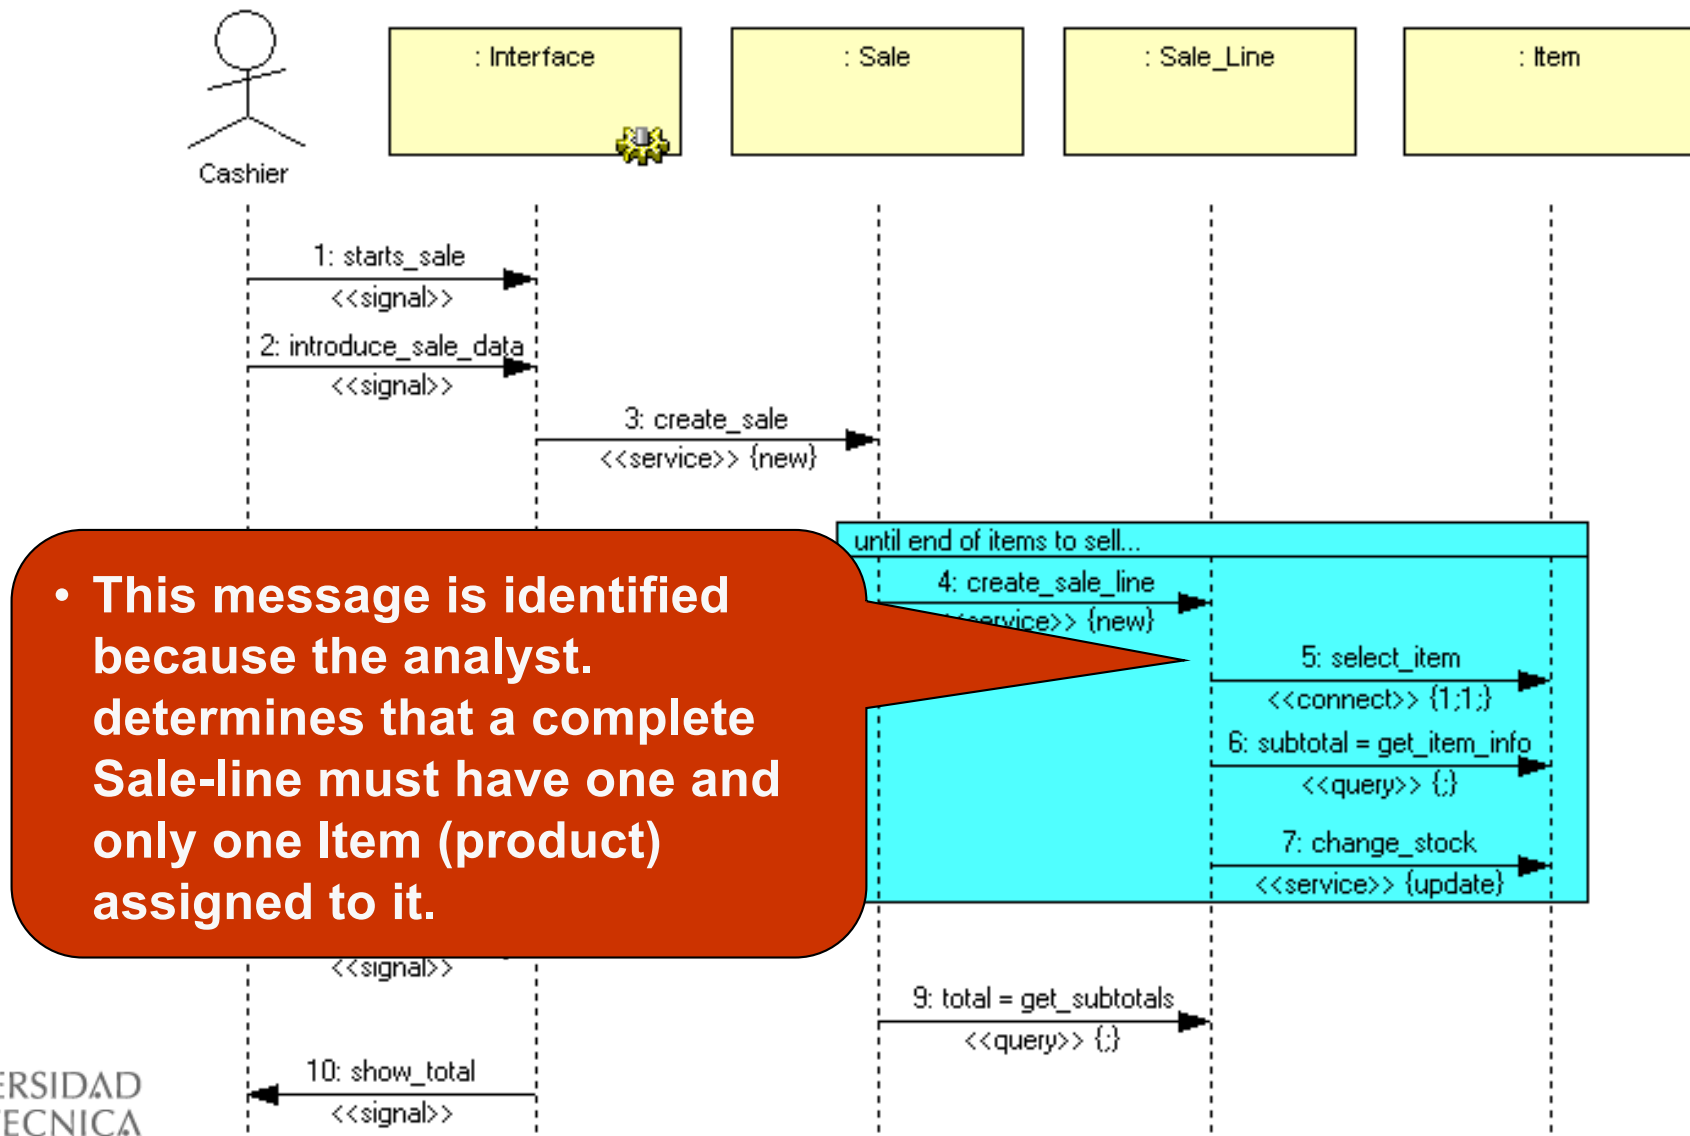 : Interface
: Sale
: Sale_Line
: Item
Cashier
1: starts_sale
<<signal>>
2: introduce_sale_data
<<signal>>
3: create_sale
<<service>> {new}
until end of items to sell...
4: create_sale_line
{new}
5: select_item
<<connect>> {1;1;}
6: subtotal = get_item_info
<<query>> {;}
7: change_stock
<<service>> {update}
• This message is identified
because the analyst.
determines that a complete
Sale-line must have one and
only one Item (product)
assigned to it.
<<signal>>
9: total = get_subtotals
<<query>> {;}
10: show_total
<<signal>>
ERSIDAD
TECNICA